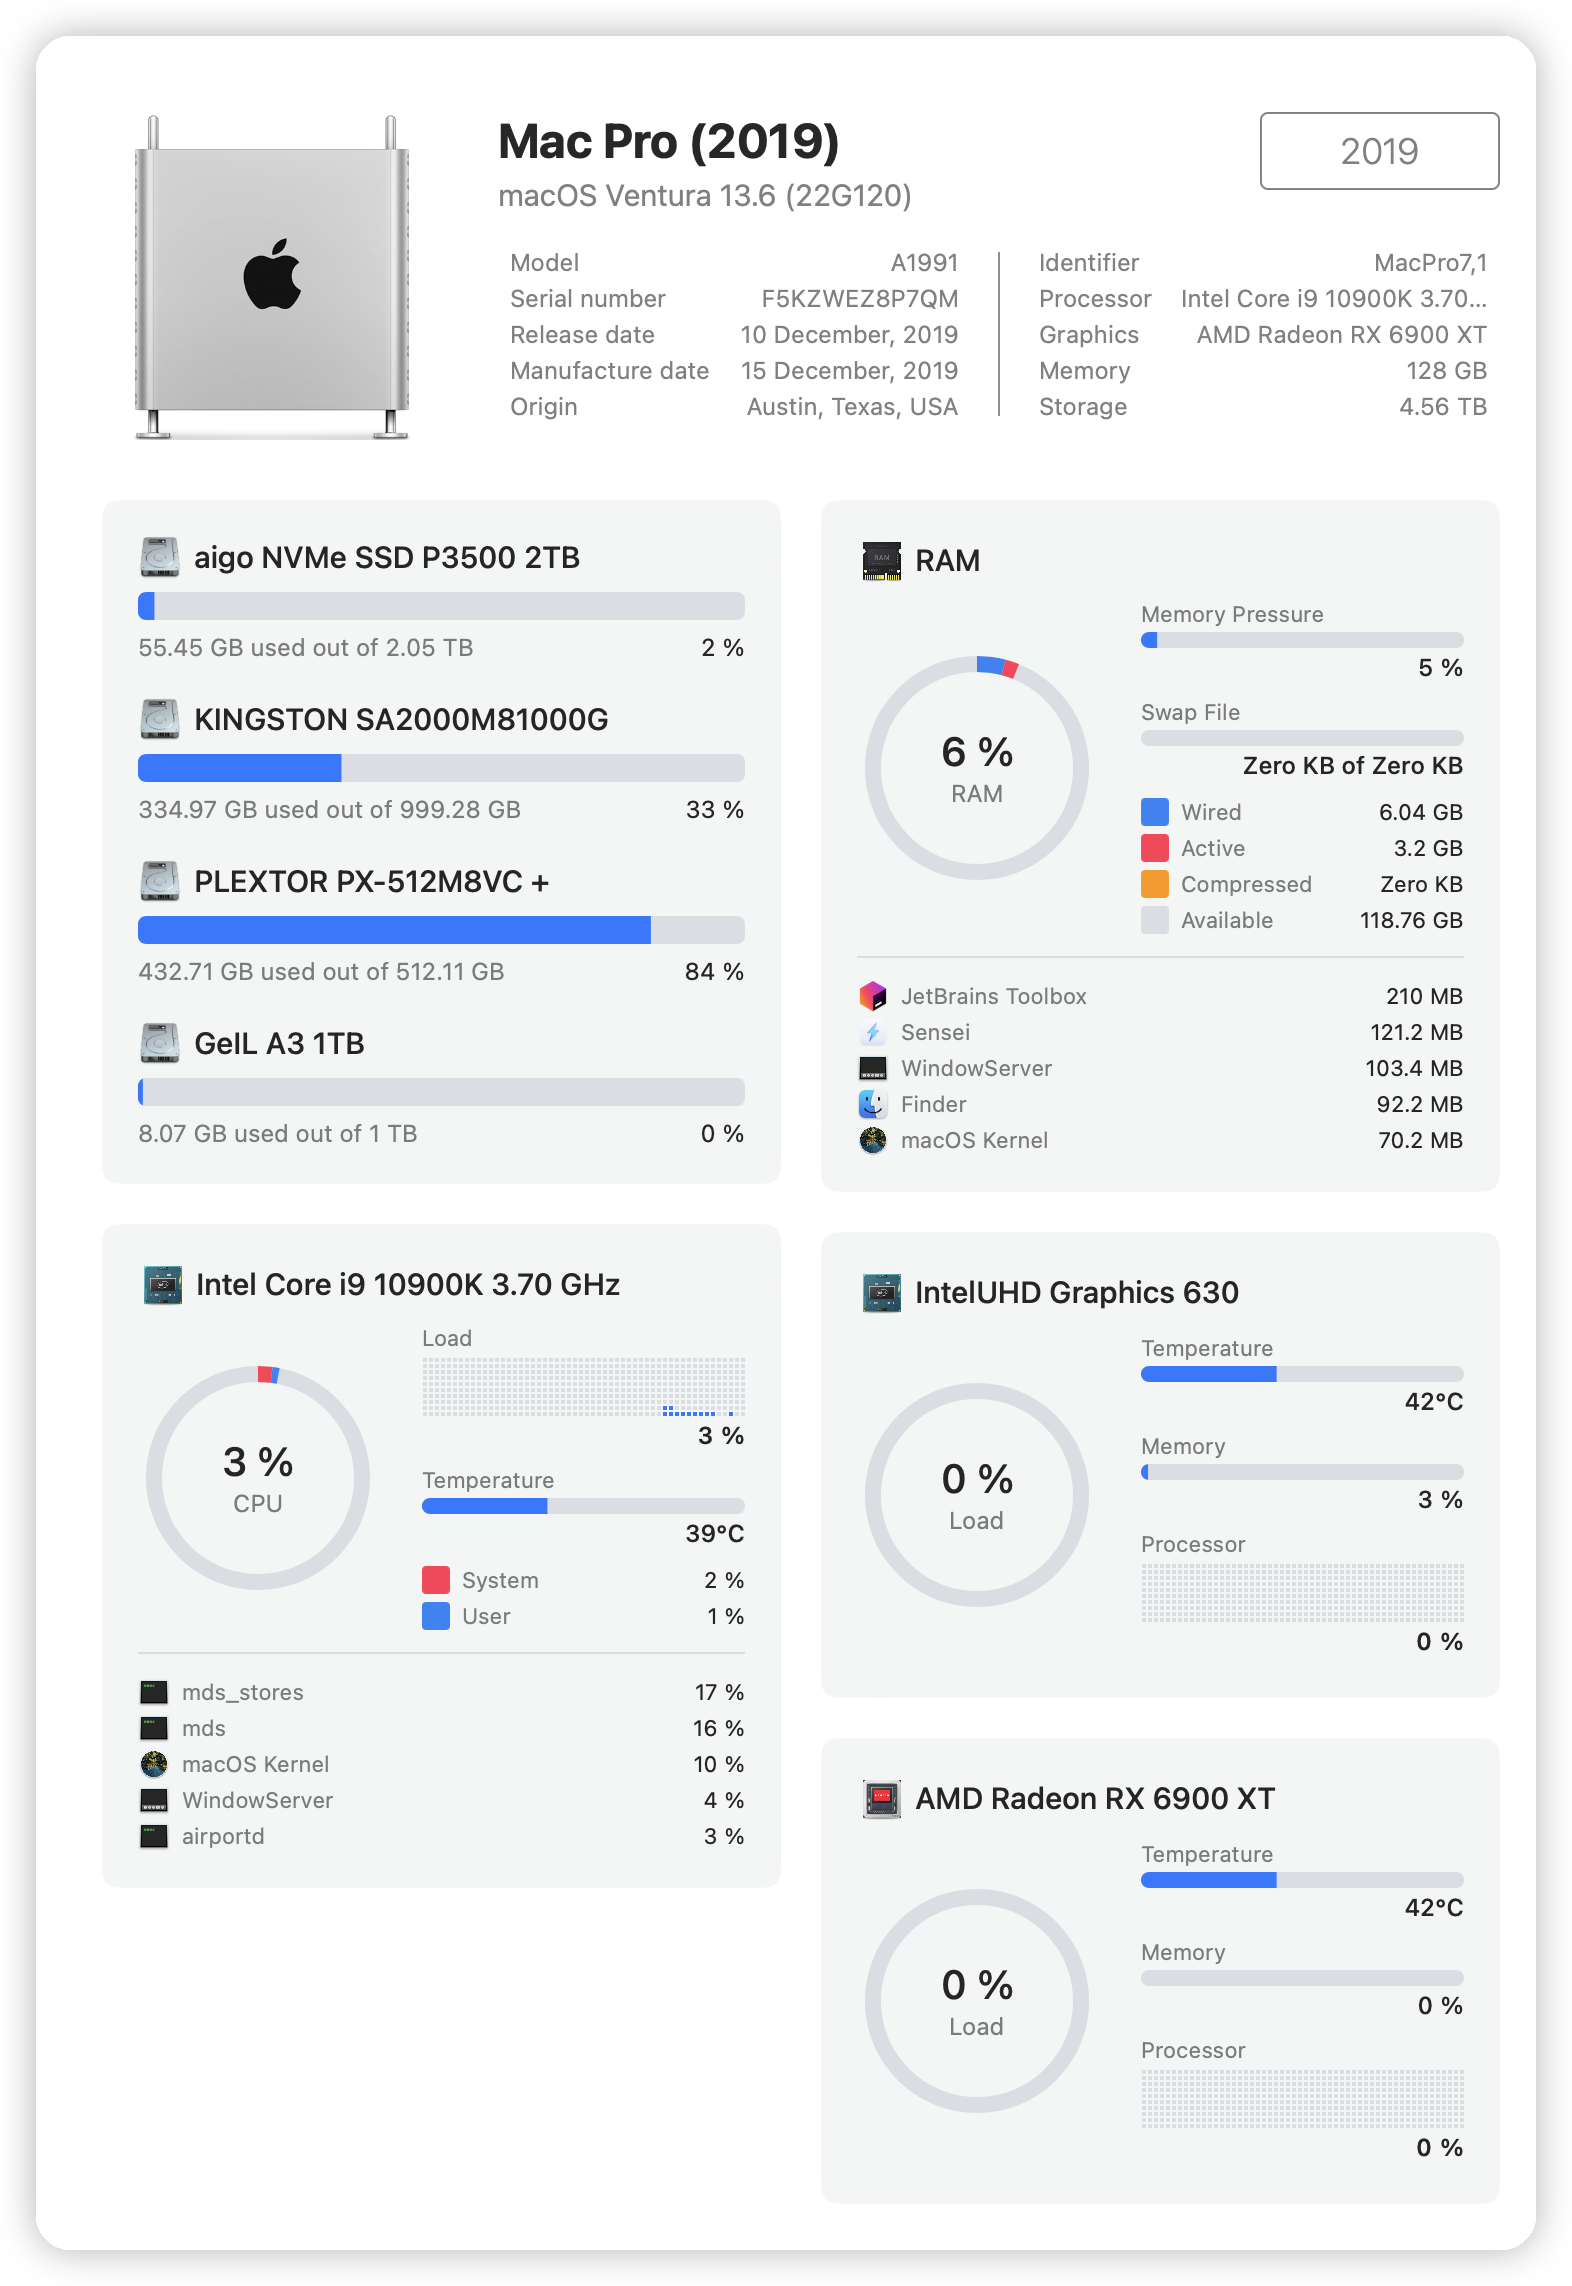 Mac Pro (2019)
2019
macOS Ventura 13.6 (22G120)
Model A1991
Serial number F5KZWEZ8P7QM
Release date 10 December, 2019
Manufacture date 15 December, 2019
Origin Austin, Texas, USA
Identifier MacPro7,1
Processor Intel Core i9 10900K 3.70...
Graphics AMD Radeon RX 6900 XT
Memory 128 GB
Storage 4.56 TB
aigo NVMe SSD P3500 2TB
55.45 GB used out of 2.05 TB 2 %
KINGSTON SA2000M81000G
334.97 GB used out of 999.28 GB 33 %
PLEXTOR PX-512M8VC +
432.71 GB used out of 512.11 GB 84 %
GeIL A3 1TB
8.07 GB used out of 1 TB 0 %
RAM
RAM
6 %
RAM
Memory Pressure
5 %
Swap File
Zero KB of Zero KB
Wired 6.04 GB
Active 3.2 GB
Compressed Zero KB
Available 118.76 GB
JetBrains Toolbox 210 MB
Sensei 121.2 MB
WindowServer 103.4 MB
Finder 92.2 MB
macOS Kernel 70.2 MB
Intel Core i9 10900K 3.70 GHz
3 %
CPU
Load
3 %
Temperature
39°C
System 2 %
User 1 %
mds_stores 17 %
mds 16 %
macOS Kernel 10 %
WindowServer 4 %
airportd 3 %
IntelUHD Graphics 630
0 %
Load
Temperature
42°C
Memory
3 %
Processor
0 %
AMD Radeon RX 6900 XT
0 %
Load
Temperature
42°C
Memory
0 %
Processor
0 %